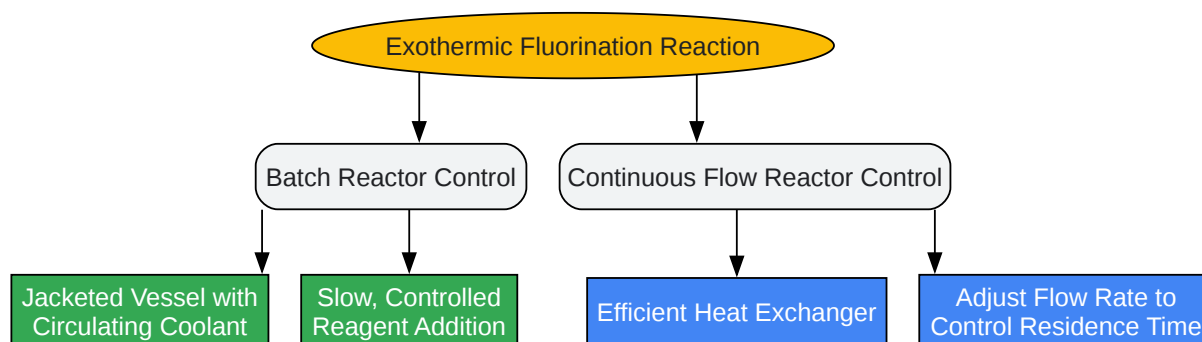 Exothermic Fluorination Reaction
Batch Reactor Control
Continuous Flow Reactor Control
Jacketed Vessel with
Circulating Coolant
Slow, Controlled
Reagent Addition
Efficient Heat Exchanger
Adjust Flow Rate to
Control Residence Time